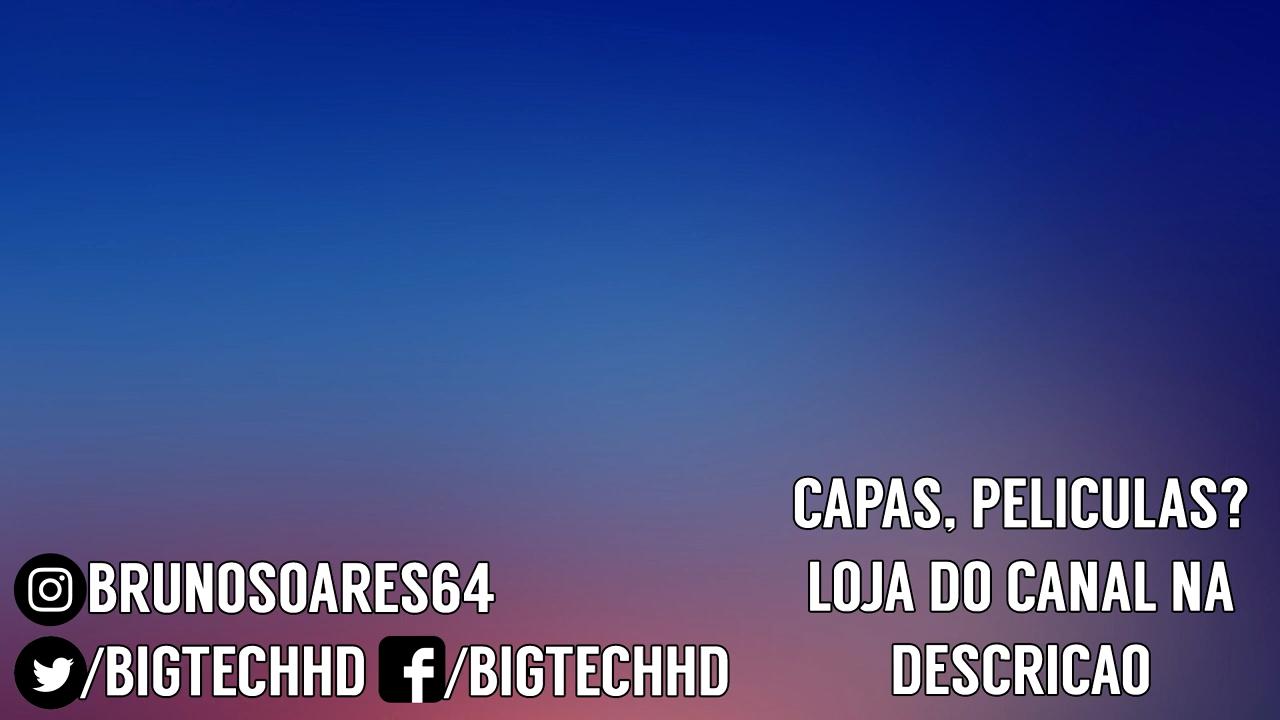 CAPAS, PELICULAS?
LOJA DO CANAL NA
DESCRICAO
BRUNOSOARES64
/BIGTECHHD /BIGTECHHD